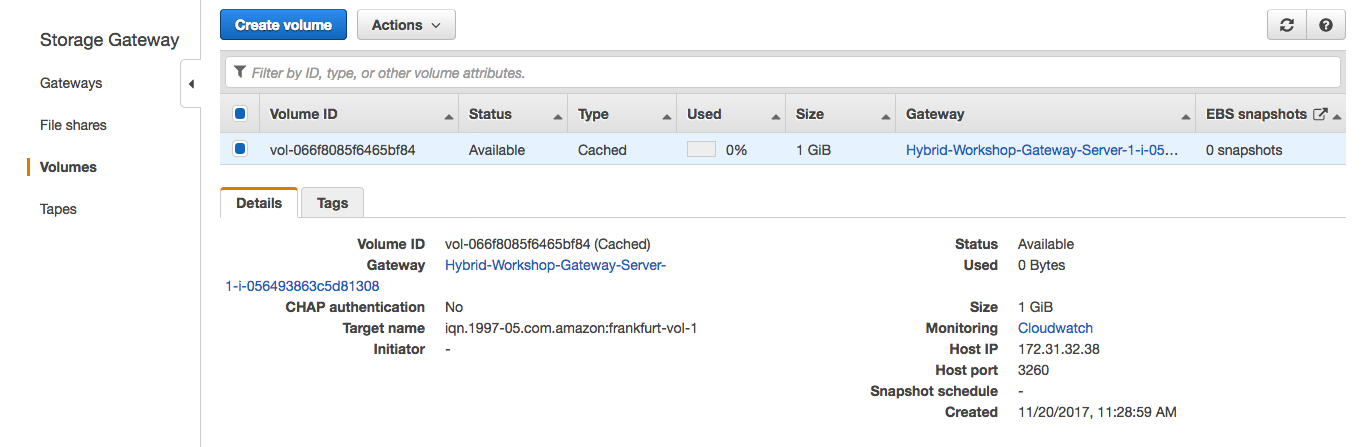 Storage Gateway
Gateways
File shares
Volumes
Tapes
Create volume Actions
Filter by ID, type, or other volume attributes.
Volume ID Status Type Used Size Gateway EBS snapshots
vol-066f8085f6465bf84 Available Cached 0% 1 GiB Hybrid-Workshop-Gateway-Server-1-i-05... 0 snapshots
Details Tags
Volume ID vol-066f8085f6465bf84 (Cached) Status Available
Gateway Hybrid-Workshop-Gateway-Server- Used 0 Bytes
1-i-056493863c5d81308
CHAP authentication No Size 1 GiB
Target name iqn.1997-05.com.amazon:frankfurt-vol-1 Monitoring Cloudwatch
Initiator - Host IP 172.31.32.38
Host port 3260
Snapshot schedule -
Created 11/20/2017, 11:28:59 AM